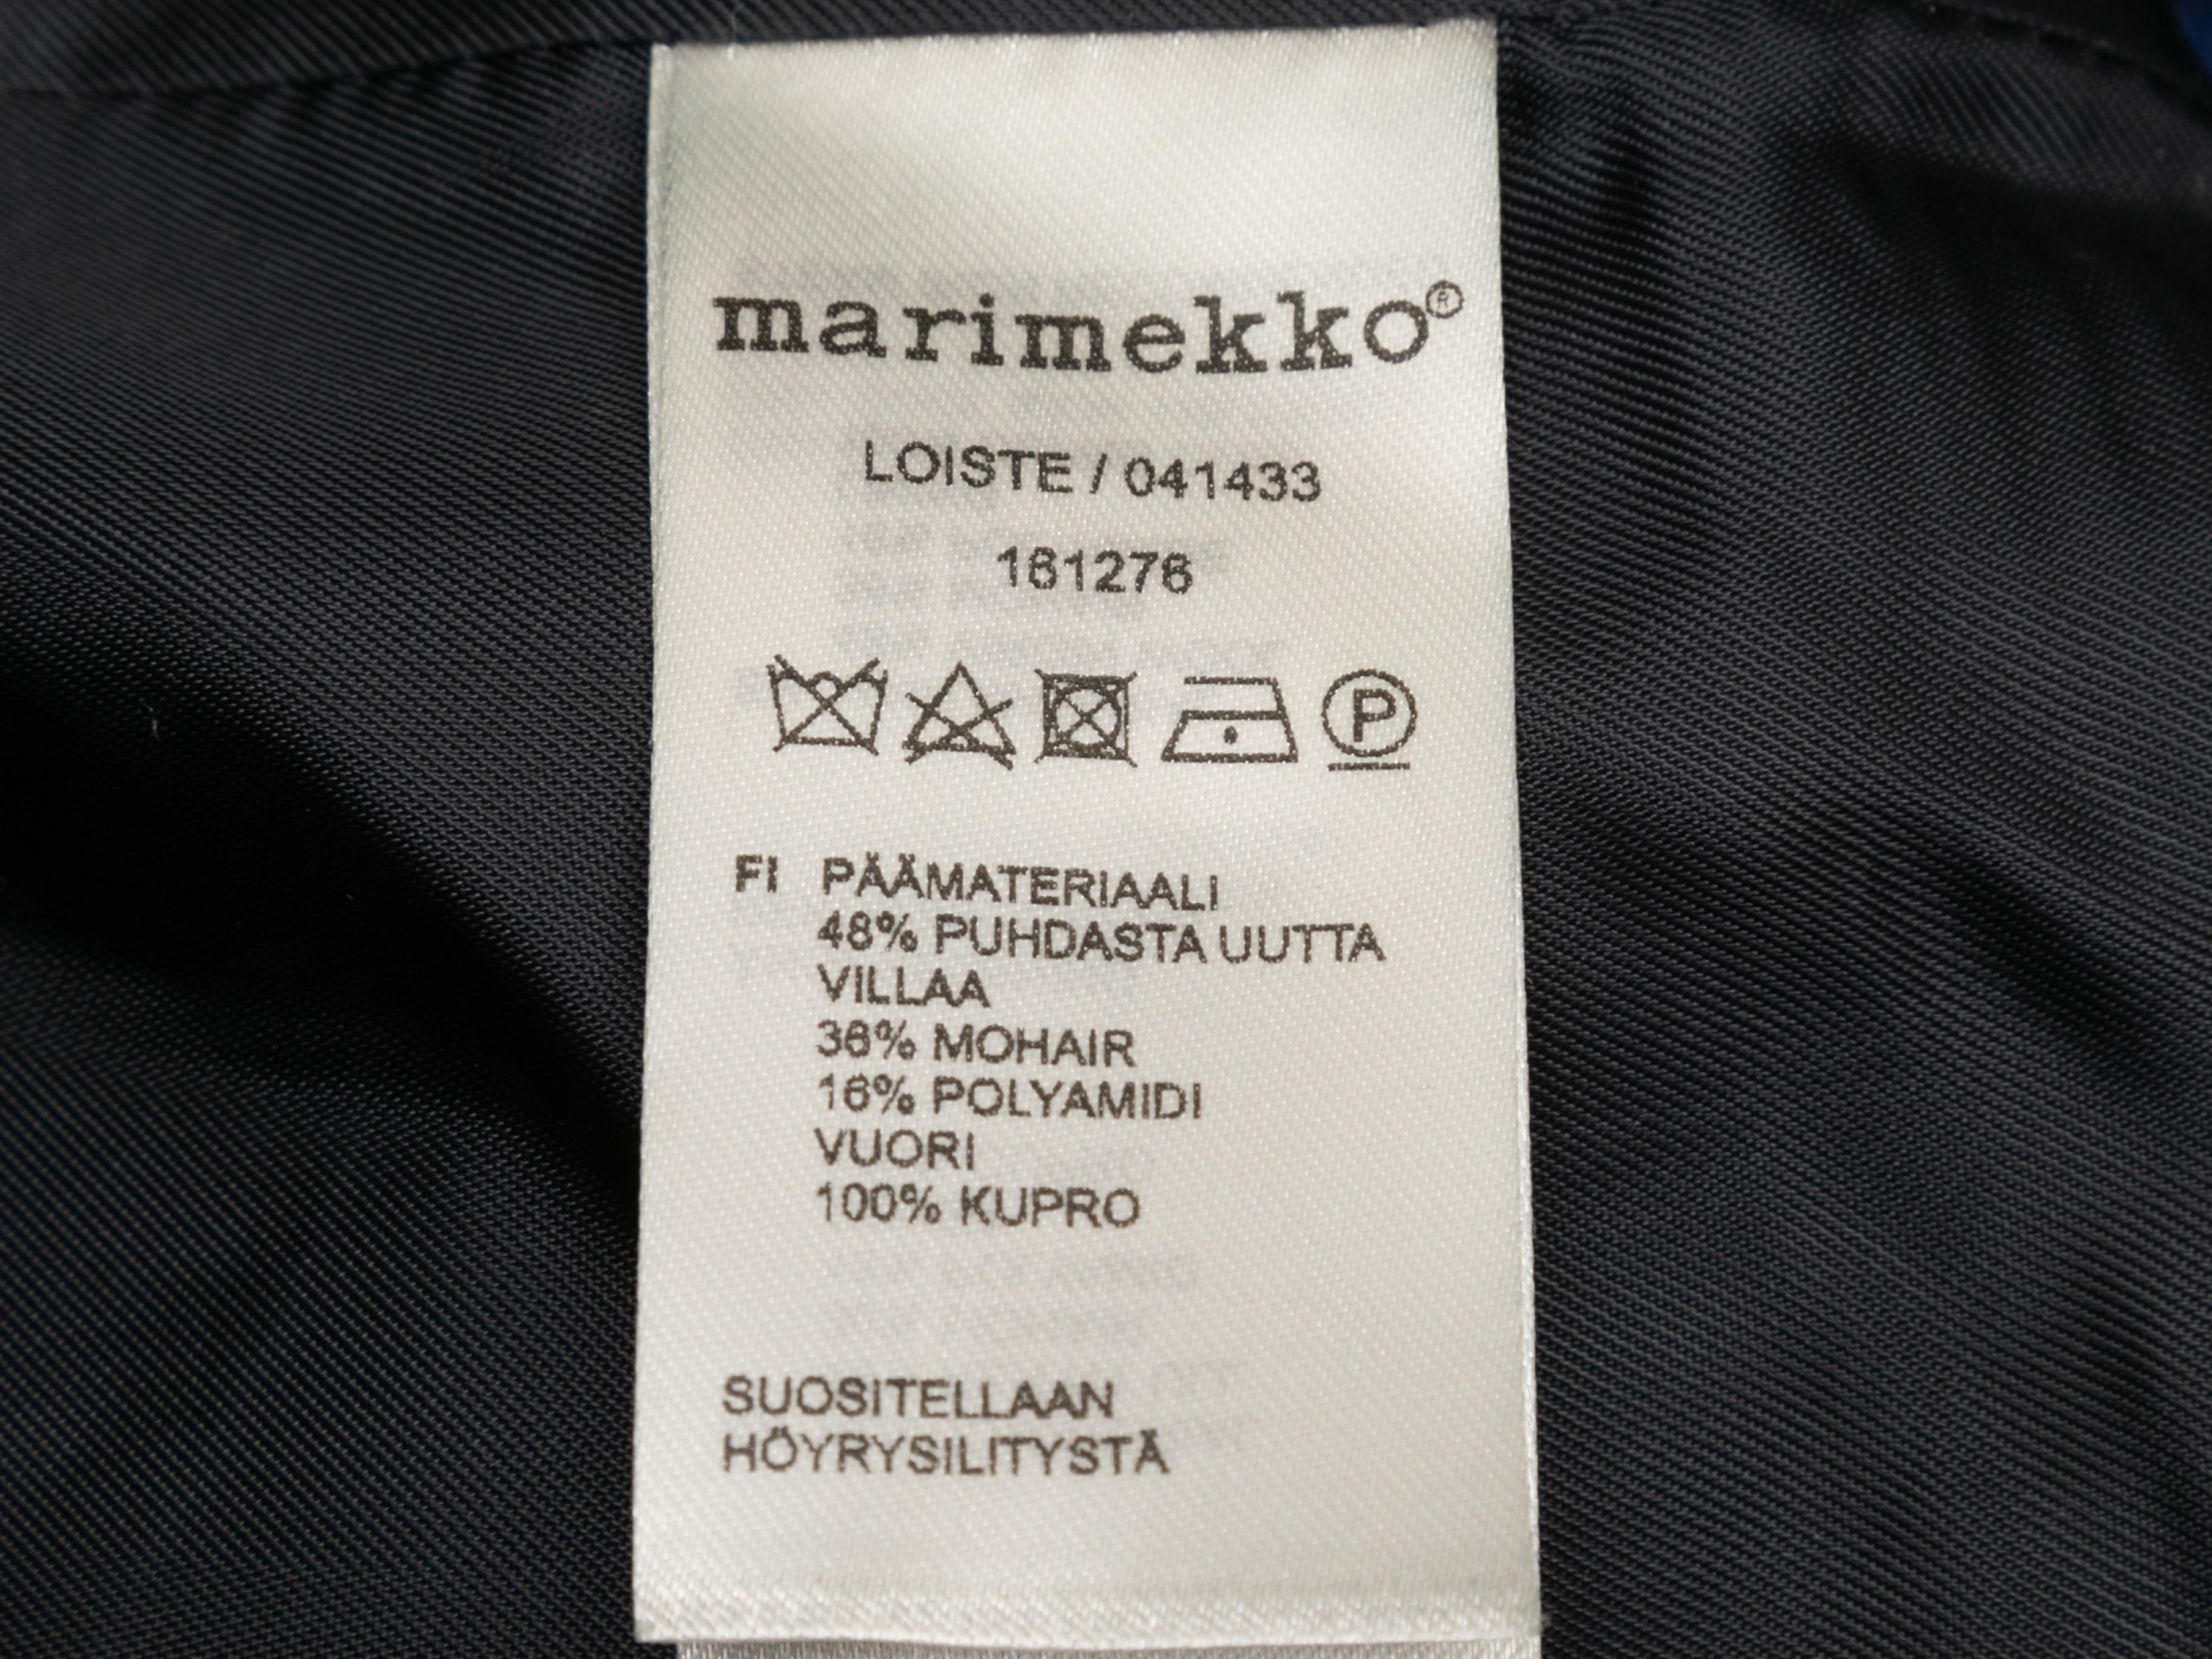 marimekko®
LOISTE / 041433
161276
P
FI PÄÄMATERIAALI
48% PUHDASTA UUTTA
VILLAA
36% MOHAIR
16% POLYAMIDI
VUORI
100% KUPRO
SUOSITELLAAN
HÖYRYSILITYSTÄ